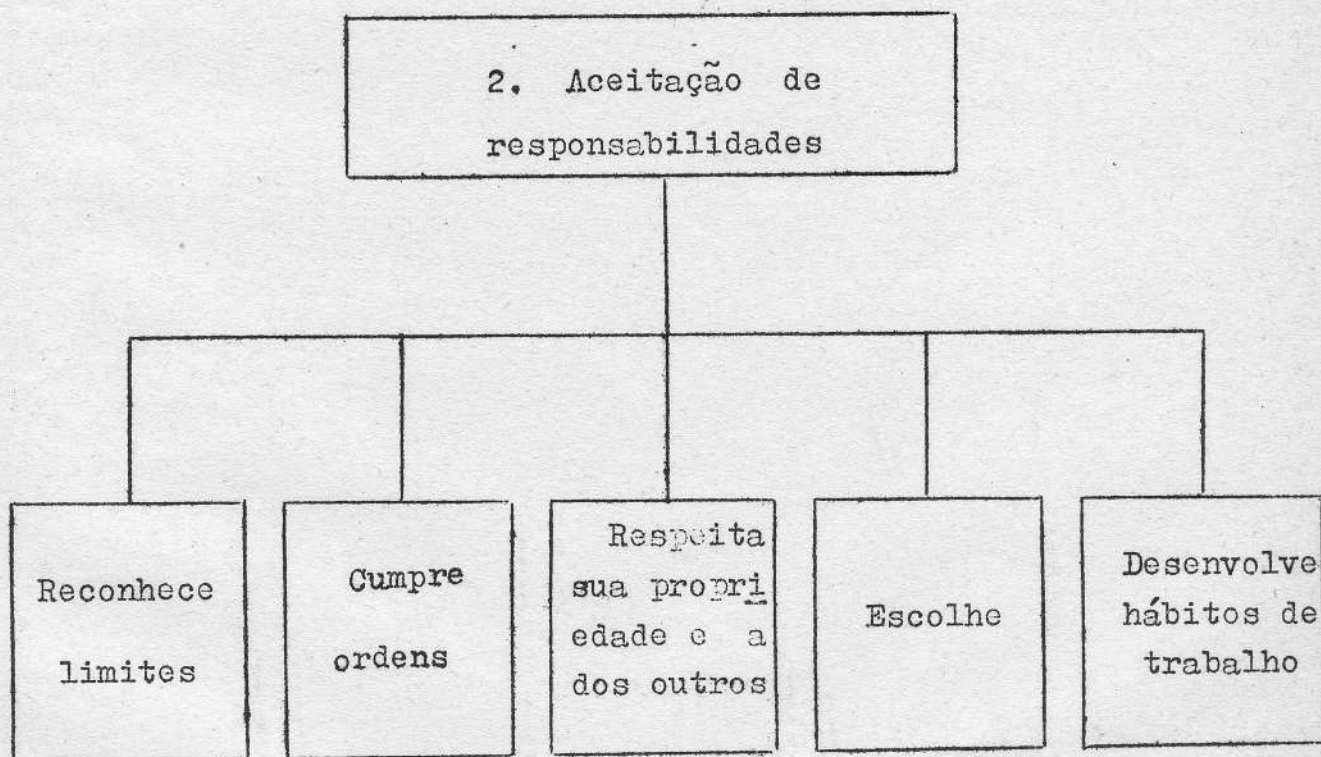 2. Aceitação de
responsabilidades
Reconhece
limites
Cumpre
ordens
Respeita
sua propri
edade e a
dos outros
Escolhe
Desenvolve
hábitos de
trabalho